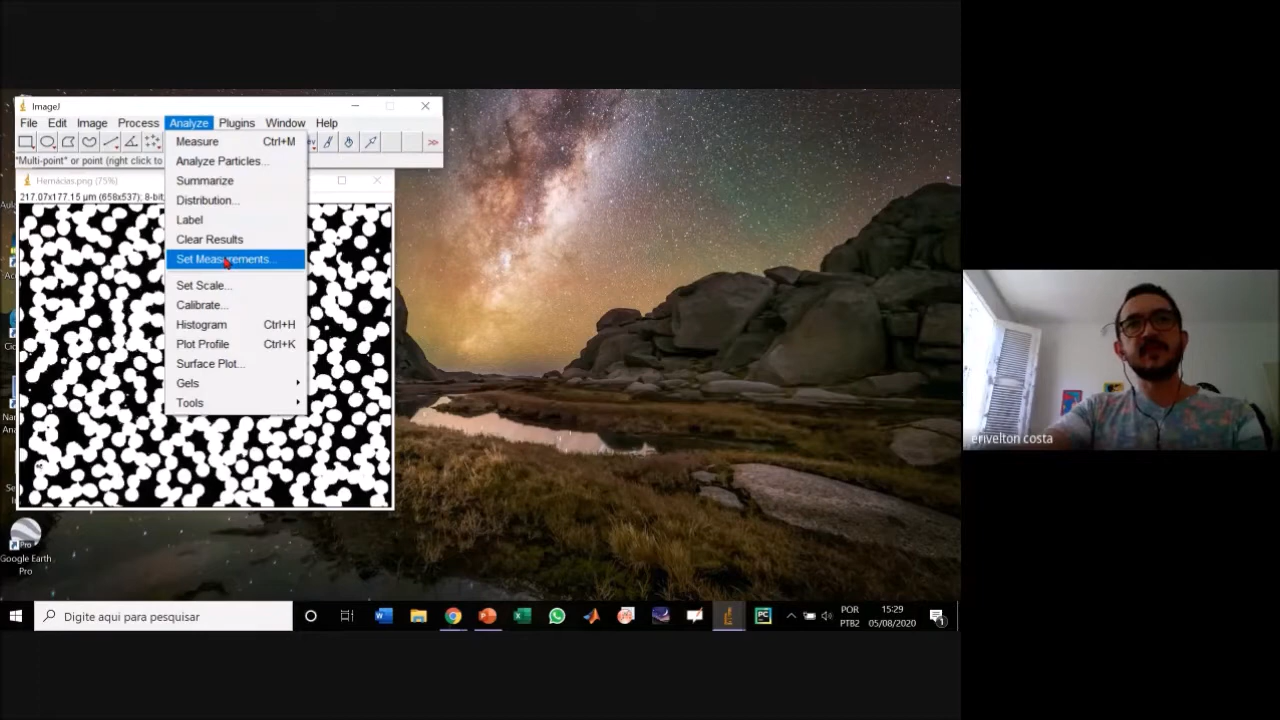 ImageJ
File Edit Image Process Analyze Plugins Window Help
Measure Ctrl+M
"Multi-point" or point (right click to
Analyze Particles...
Hemácias.png (75%)
Summarize
217.07x177.15 µm (658x537); 8-bit;
Distribution...
Label
Clear Results
Set Measurements...
Set Scale...
Calibrate...
Histogram Ctrl+H
Plot Profile Ctrl+K
Surface Plot...
Gels
Tools
erivelton costa
Pro
Google Earth
Pro
Digite aqui para pesquisar
POR
PTB2
15:29
05/08/2020
1